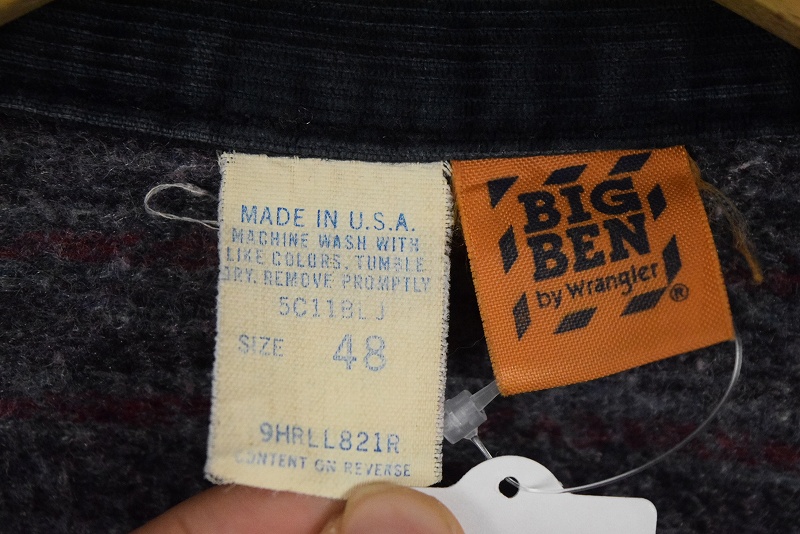 MADE IN U.S.A.
MACHINE WASH WITH
LIKE COLORS. TUMBLE
DRY. REMOVE PROMPTLY
5C11BLJ
SIZE 48
9HRLL821R
CONTENT ON REVERSE
BIG
BEN
by Wrangler
®